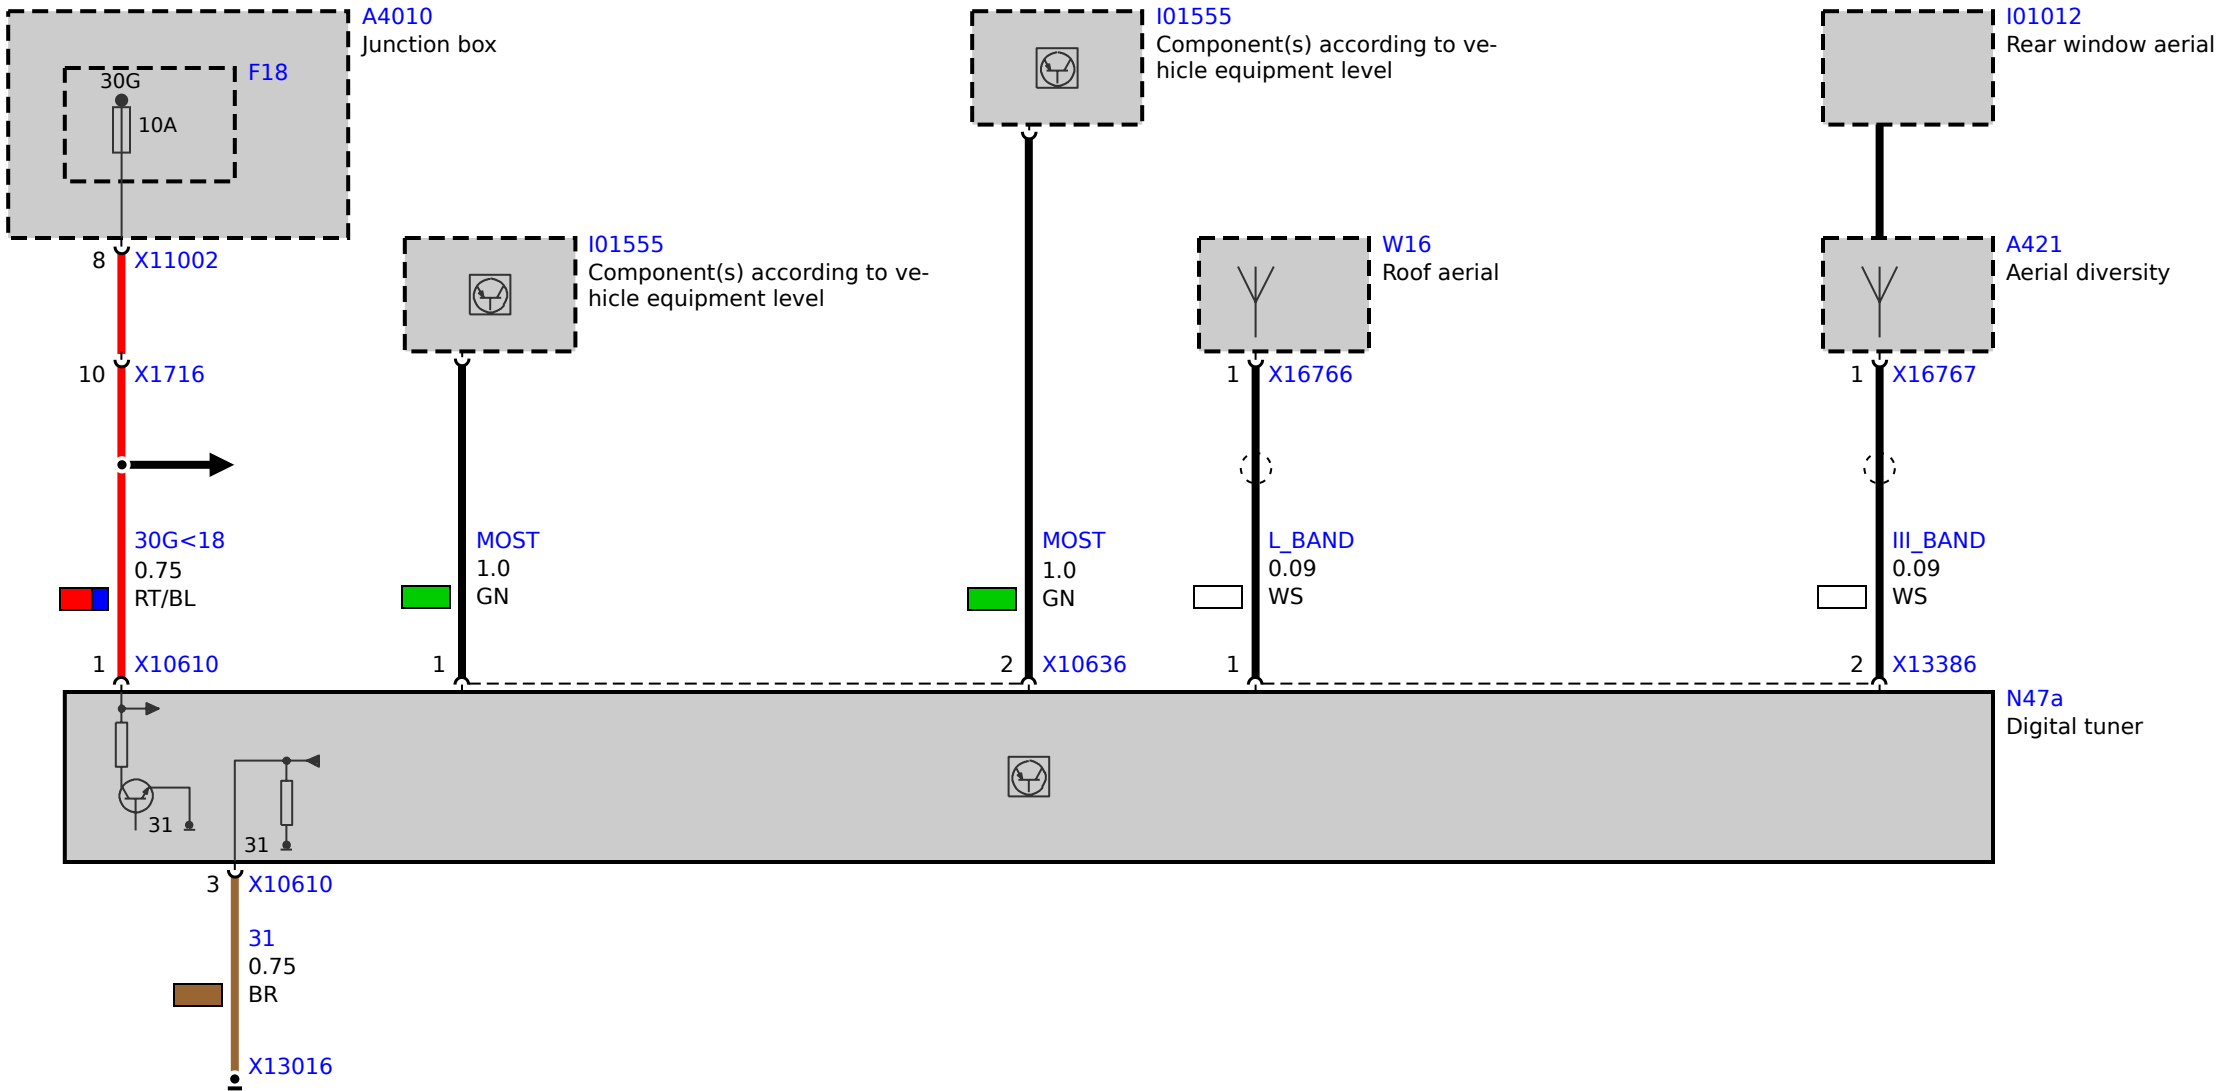 A4010
Junction box
30G
F18
10A
I01555
Component(s) according to ve-
hicle equipment level
I01012
Rear window aerial
8 X11002
I01555
Component(s) according to ve-
hicle equipment level
W16
Roof aerial
A421
Aerial diversity
10 X1716
1 X16766
1 X16767
30G<18
0.75
RT/BL
MOST
1.0
GN
MOST
1.0
GN
L_BAND
0.09
WS
III_BAND
0.09
WS
1 X10610
1
2 X10636
1
2 X13386
N47a
Digital tuner
31
31
3 X10610
31
0.75
BR
X13016